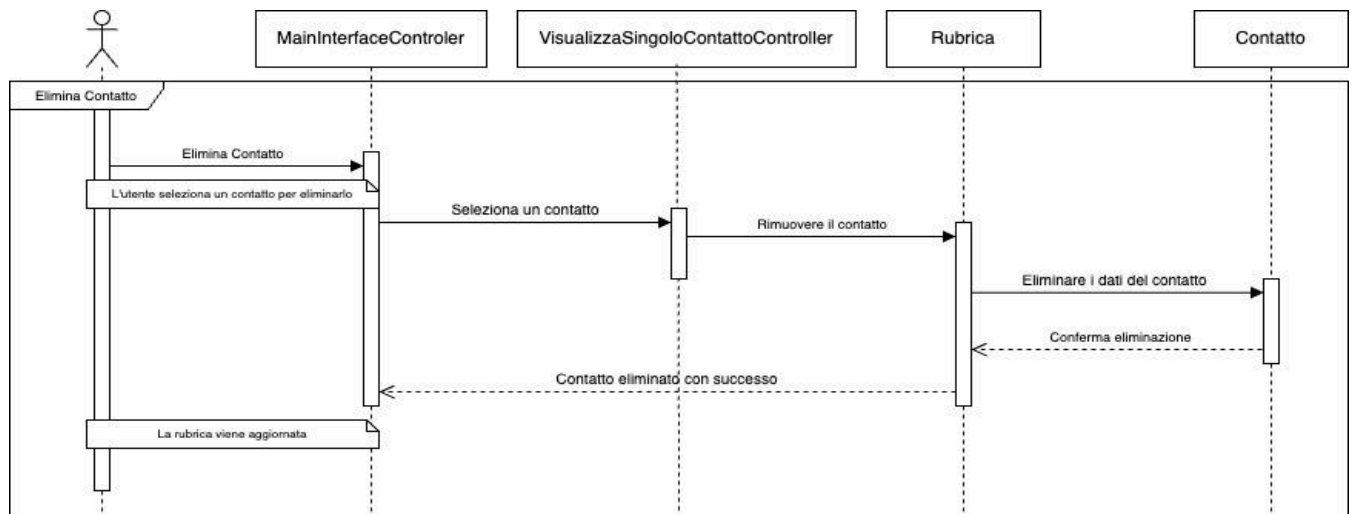 MainInterfaceControler
VisualizzaSingoloContattoController
Rubrica
Contatto
Elimina Contatto
Elimina Contatto
L'utente seleziona un contatto per eliminarlo
Seleziona un contatto
Rimuovere il contatto
Eliminare i dati del contatto
Conferma eliminazione
Contatto eliminato con successo
La rubrica viene aggiornata